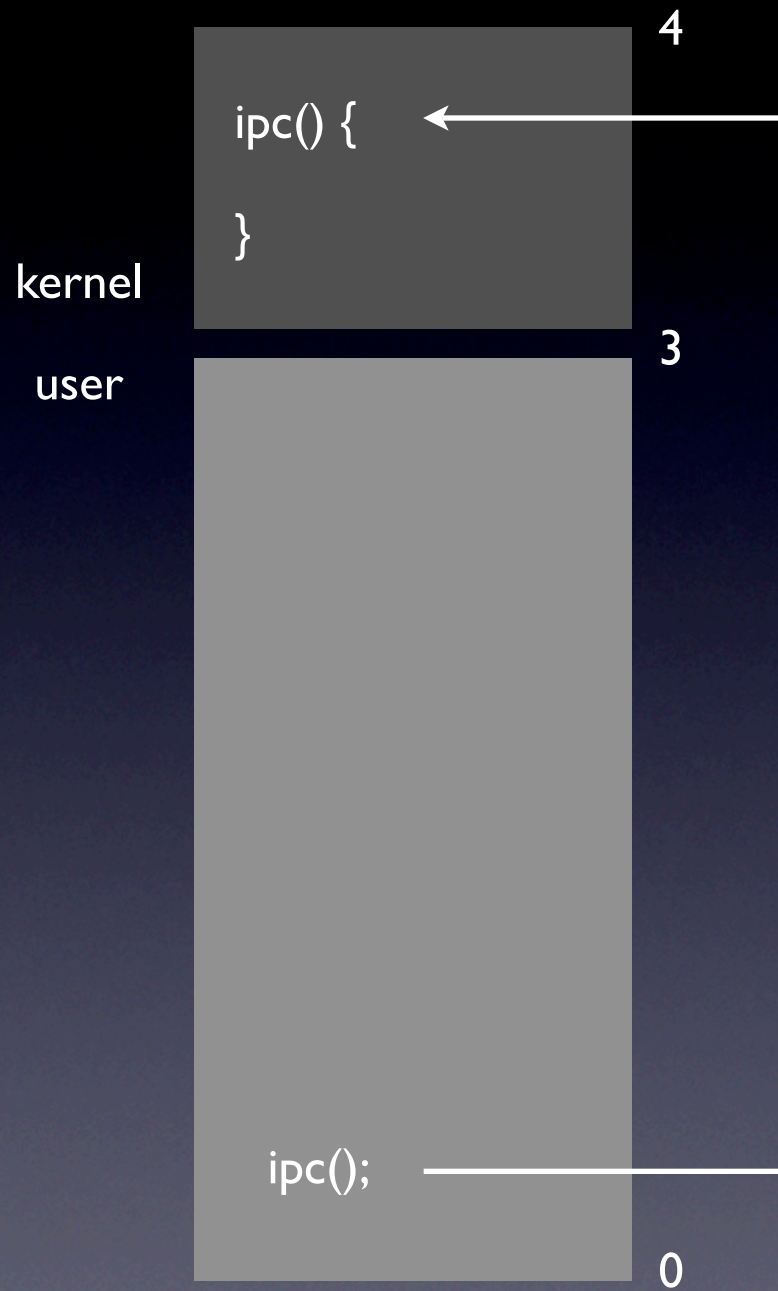 4
ipc() {
}
kernel
3
user
ipc();
0